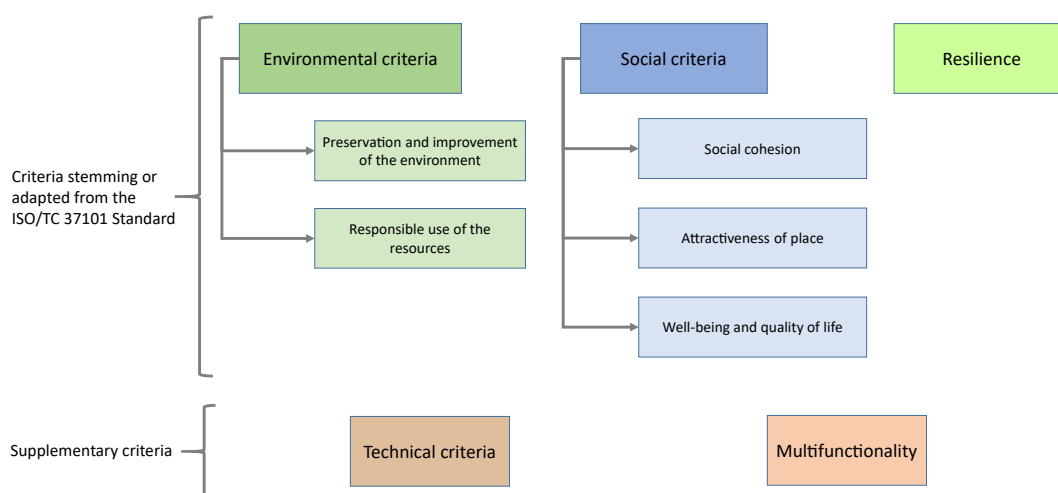 Environmental criteria
Social criteria
Resilience
Preservation and improvement
of the environment
Social cohesion
Criteria stemming or
adapted from the
ISO/TC 37101 Standard
Responsible use of the
resources
Attractiveness of place
Well-being and quality of life
Supplementary criteria
Technical criteria
Multifunctionality